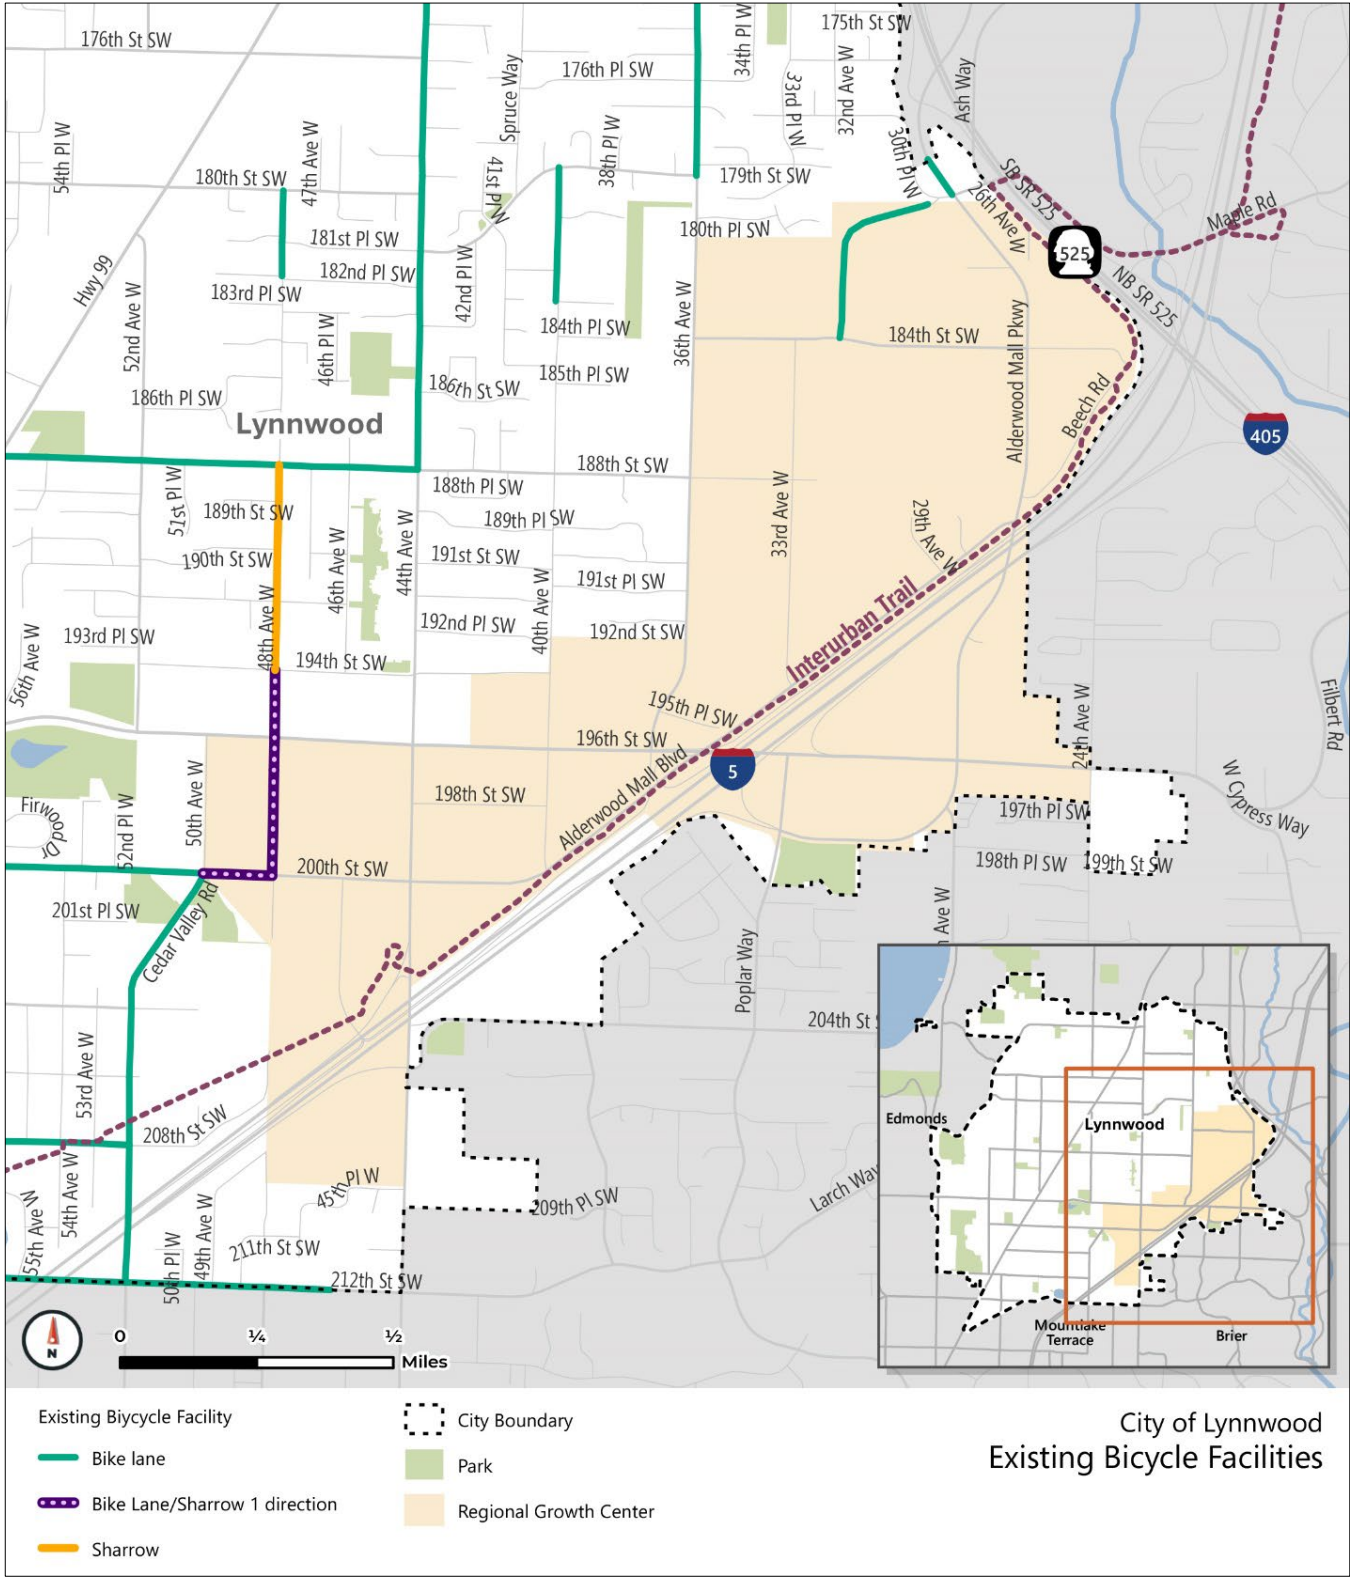 176th St SW
175th St SW
34th Pl W
33rd Pl W
32nd Ave W
Ash Way
Spruce Way
176th Pl SW
54th Pl W
47th Ave W
180th St SW
41st Pl W
38th Pl W
179th St SW
30th Pl W
SB SR 525
26th Ave W
Maple Rd
180th Pl SW
181st Pl SW
182nd Pl SW
183rd Pl SW
525
NB SR 525
Hwy 99
52nd Ave W
42nd Pl W
46th Pl W
184th Pl SW
36th Ave W
184th St SW
Alderwood Mall Pkwy
186th Pl SW
186th St SW
185th Pl SW
Beech Rd
Lynnwood
405
188th St SW
188th Pl SW
51st Pl W
189th St SW
189th Pl SW
33rd Ave W
29th Ave W
190th St SW
46th Ave W
44th Ave W
191st St SW
191st Pl SW
40th Ave W
Interurban Trail
48th Ave W
192nd Pl SW
192nd St SW
193rd Pl SW
56th Ave W
194th St SW
195th Pl SW
24th Ave W
Filbert Rd
196th St SW
5
Alderwood Mall Blvd
W Cypress Way
50th Ave W
198th St SW
197th Pl SW
Firwood Dr
52nd Pl W
200th St SW
198th Pl SW
199th St SW
201st Pl SW
Cedar Valley Rd
Poplar Way
Ave W
204th St
53rd Ave W
208th St SW
54th Ave W
55th Ave W
45th Pl W
209th Pl SW
Larch Way
49th Ave W
50th Pl W
211th St SW
212th St SW
Edmonds
Lynnwood
Mountlake
Terrace
Brier
N
0 ¼ ½
Miles
Existing Biycycle Facility
Bike lane
Bike Lane/Sharrow 1 direction
Sharrow
City Boundary
Park
Regional Growth Center
City of Lynnwood
Existing Bicycle Facilities